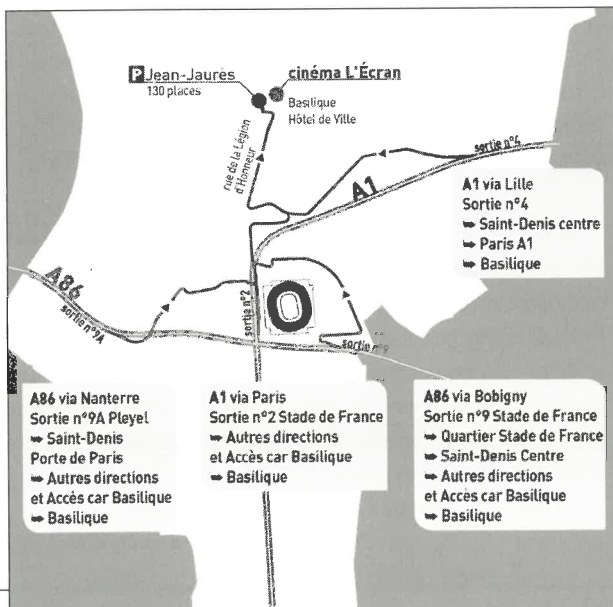 P Jean-Jaurès
130 places
cinéma L'Écran
Basilique
Hôtel de Ville
rue de la Légion
d'Honneur
sortie n°4
A1
A1 via Lille
Sortie n°4
➥ Saint-Denis centre
➥ Paris A1
➥ Basilique
A86
sortie n°9A
sortie n°2
sortie n°9
A86 via Nanterre
Sortie n°9A Pleyel
➥ Saint-Denis
Porte de Paris
➥ Autres directions
et Accès car Basilique
➥ Basilique
A1 via Paris
Sortie n°2 Stade de France
➥ Autres directions
et Accès car Basilique
➥ Basilique
A86 via Bobigny
Sortie n°9 Stade de France
➥ Quartier Stade de France
➥ Saint-Denis Centre
➥ Autres directions
et Accès car Basilique
➥ Basilique